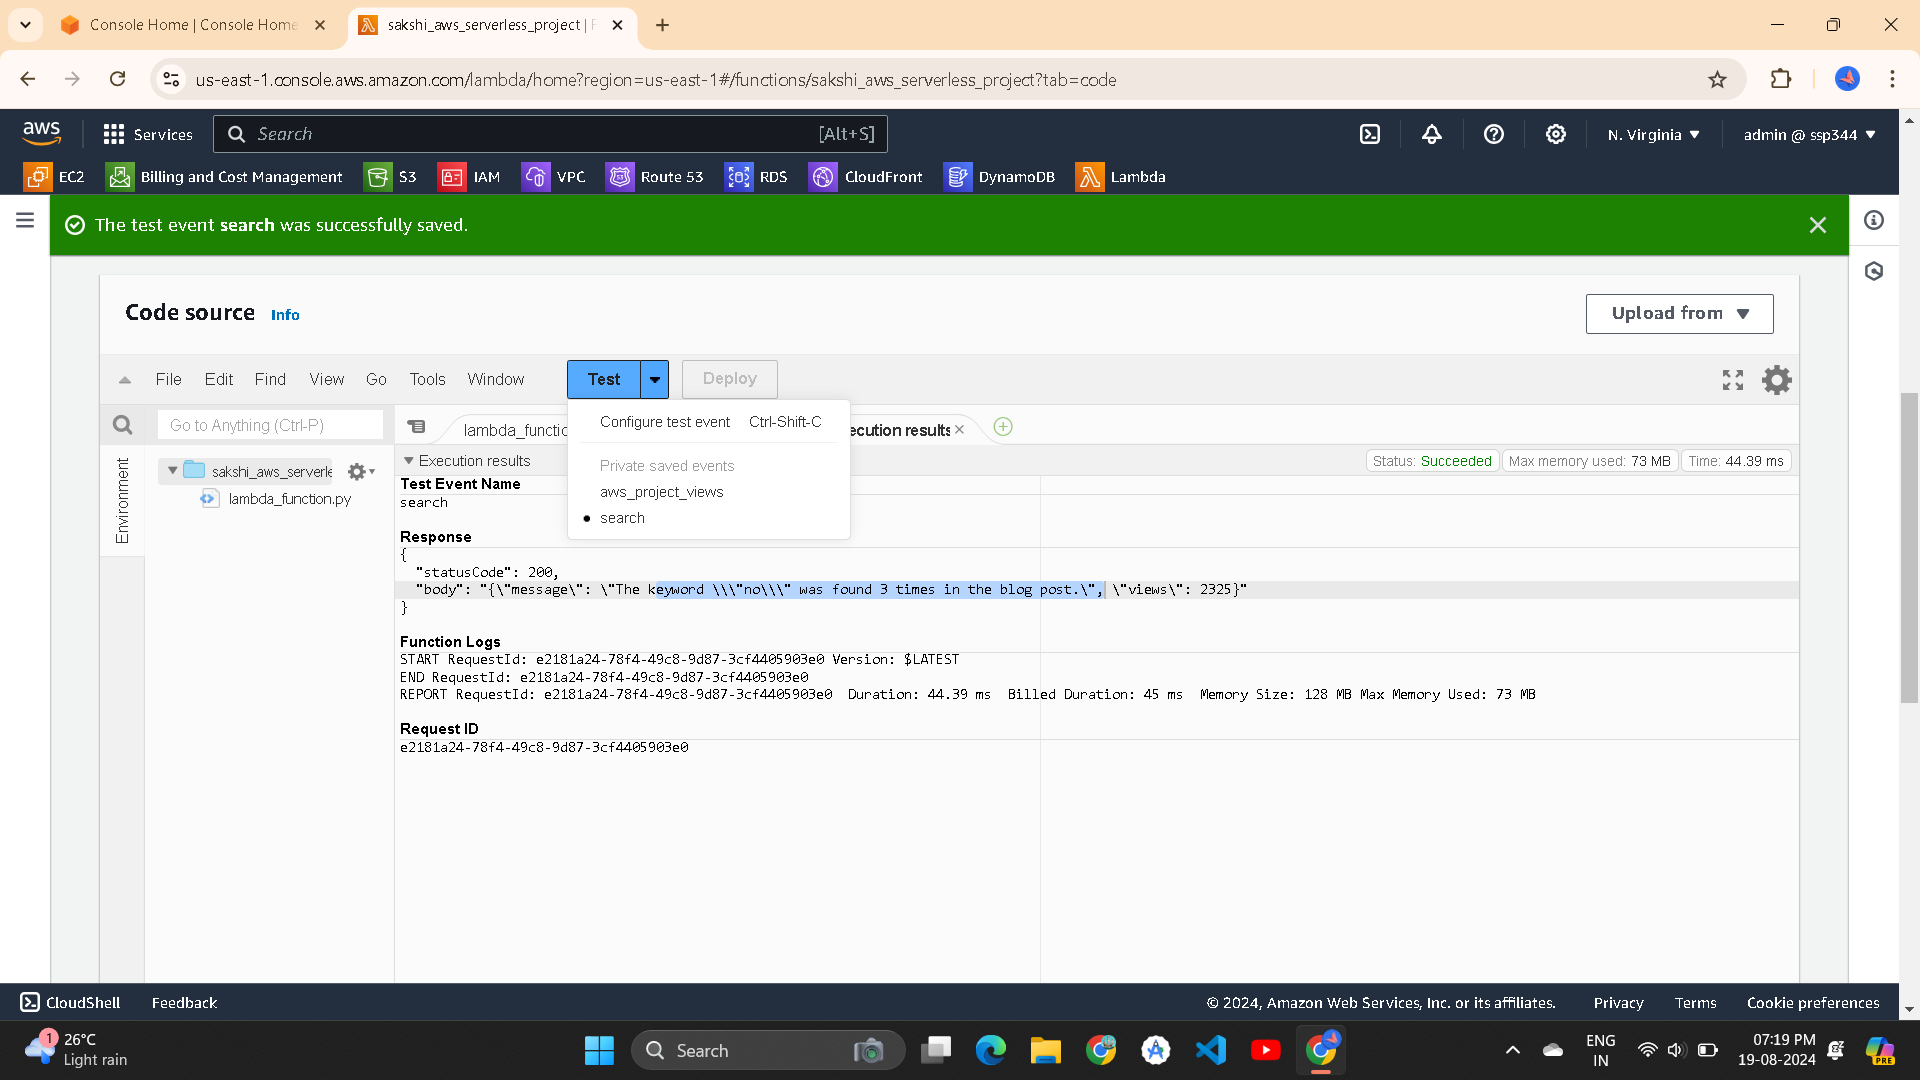 Console Home | Console Home
sakshi_aws_serverless_project |
us-east-1.console.aws.amazon.com/lambda/home?region=us-east-1#/functions/sakshi_aws_serverless_project?tab=code
aws
Services
Search
[Alt+S]
N. Virginia
admin @ ssp344
EC2
Billing and Cost Management
S3
IAM
VPC
Route 53
RDS
CloudFront
DynamoDB
Lambda
The test event search was successfully saved.
Code source
Info
Upload from
File
Edit
Find
View
Go
Tools
Window
Test
Deploy
Configure test event Ctrl-Shift-C
Private saved events
aws_project_views
search
Go to Anything (Ctrl-P)
lambda_functio
ecution results
Environment
sakshi_aws_serverle
lambda_function.py
Execution results
Status: Succeeded
Max memory used: 73 MB
Time: 44.39 ms
Test Event Name
search
Response
{
"statusCode": 200,
"body": "{\"message\": \"The keyword \\\"no\\\" was found 3 times in the blog post.\", \"views\": 2325}"
}
Function Logs
START RequestId: e2181a24-78f4-49c8-9d87-3cf4405903e0 Version: $LATEST
END RequestId: e2181a24-78f4-49c8-9d87-3cf4405903e0
REPORT RequestId: e2181a24-78f4-49c8-9d87-3cf4405903e0 Duration: 44.39 ms Billed Duration: 45 ms Memory Size: 128 MB Max Memory Used: 73 MB
Request ID
e2181a24-78f4-49c8-9d87-3cf4405903e0
CloudShell
Feedback
© 2024, Amazon Web Services, Inc. or its affiliates.
Privacy
Terms
Cookie preferences
1
26°C
Light rain
Search
ENG
IN
07:19 PM
19-08-2024
PRE